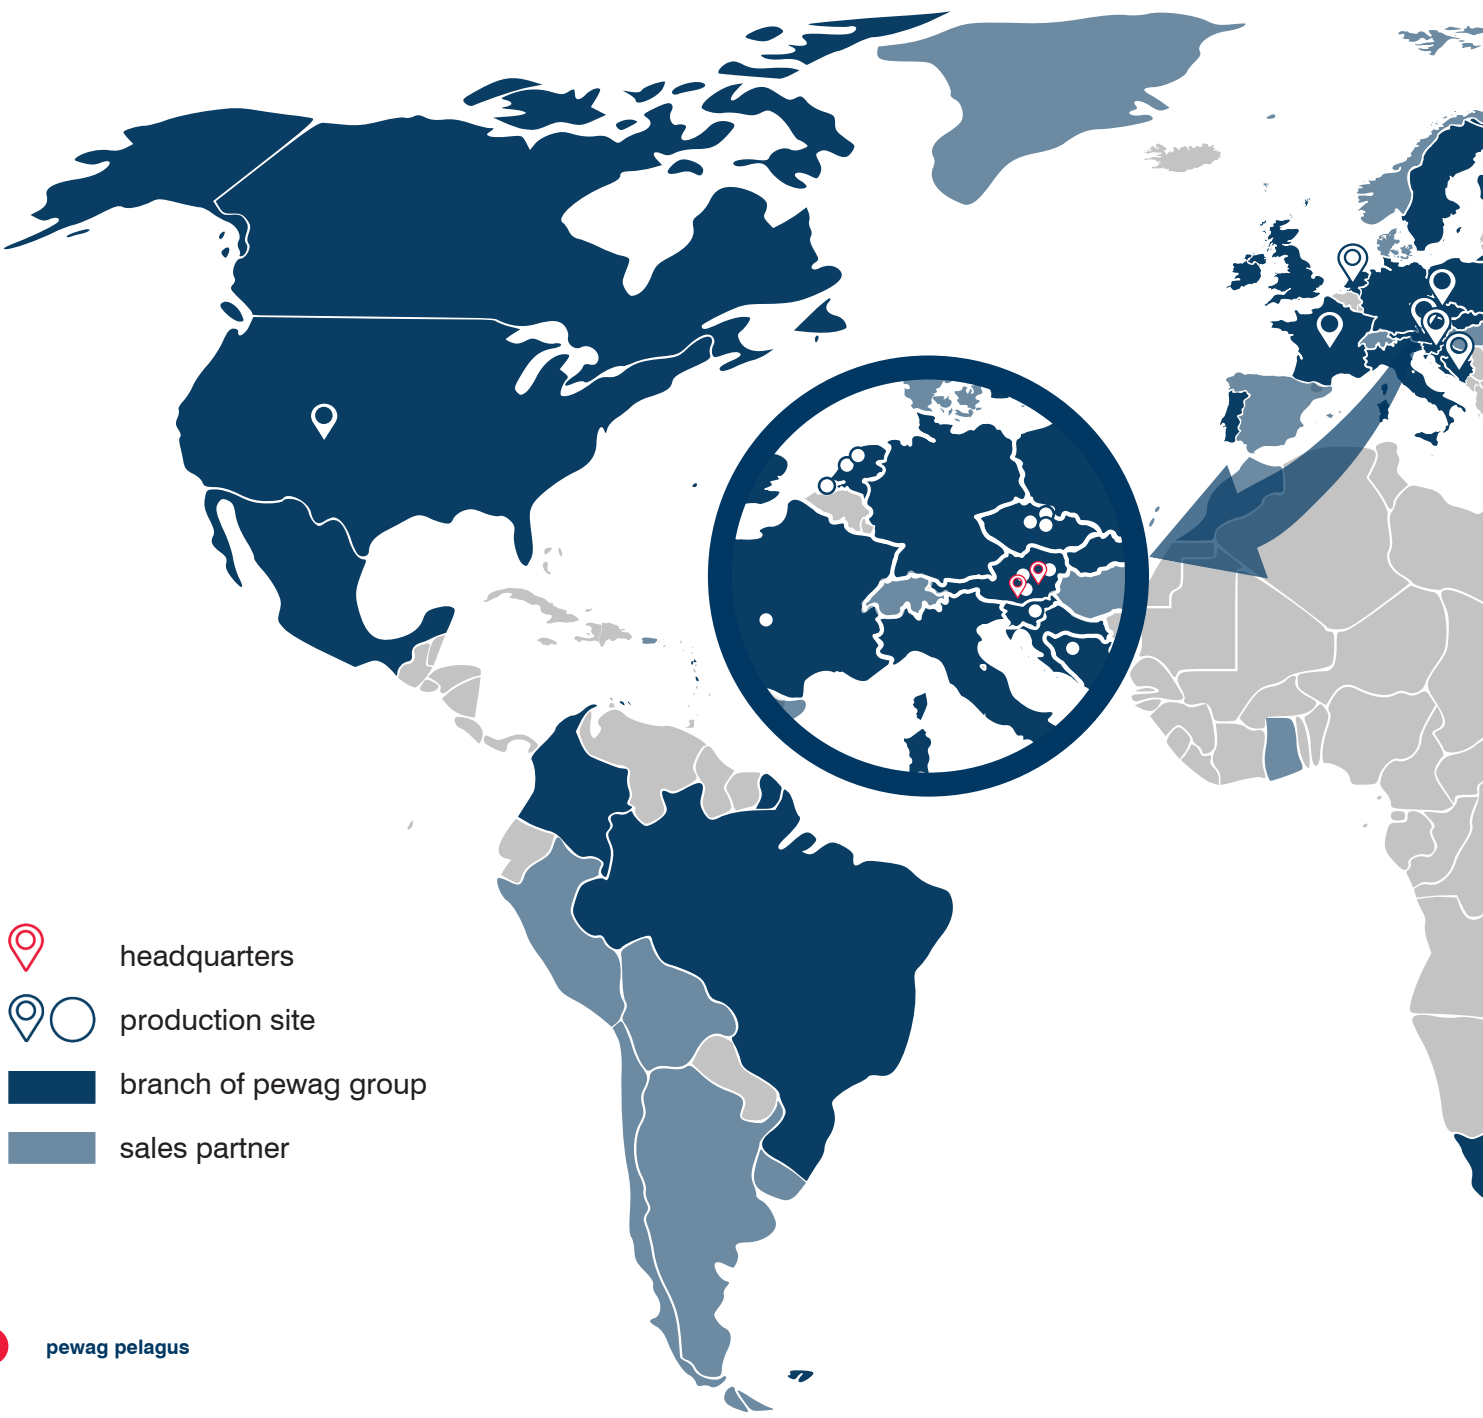 headquarters
production site
branch of pewag group
sales partner
pewag pelagus